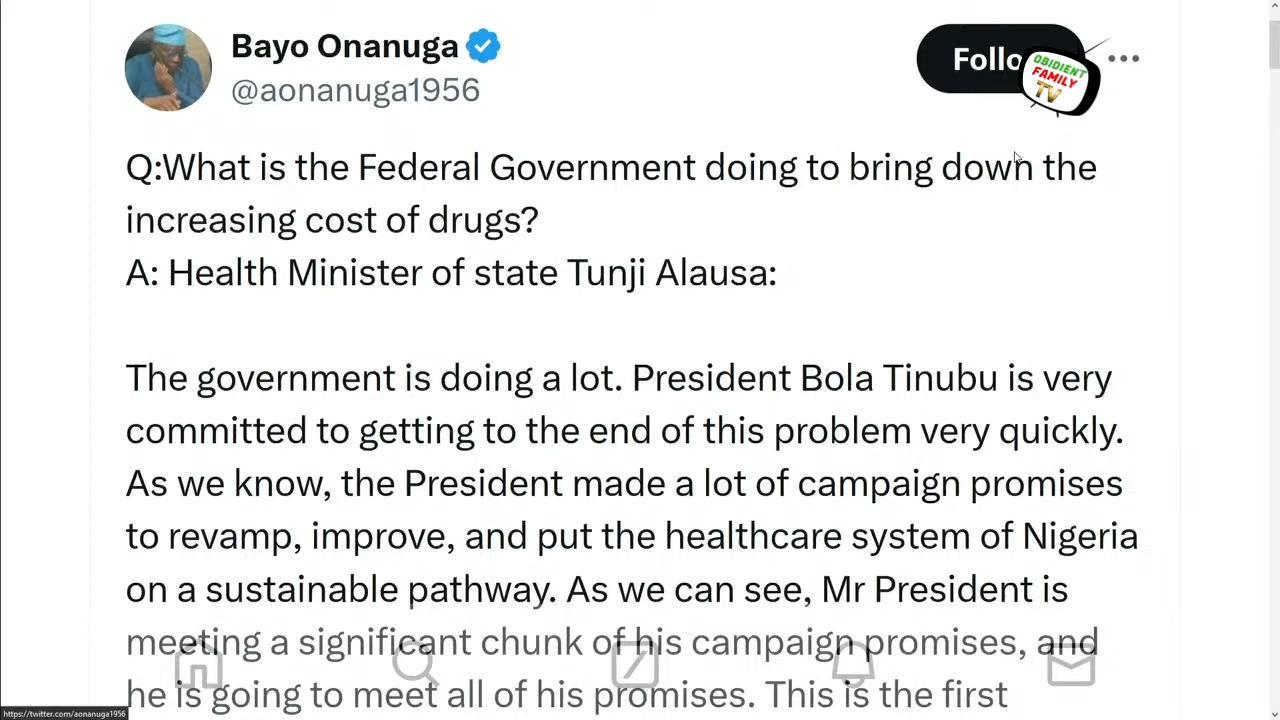 Bayo Onanuga
@aonanuga1956
Follo
OBIDIENT
FAMILY
TV
Q:What is the Federal Government doing to bring down the
increasing cost of drugs?
A: Health Minister of state Tunji Alausa:
The government is doing a lot. President Bola Tinubu is very
committed to getting to the end of this problem very quickly.
As we know, the President made a lot of campaign promises
to revamp, improve, and put the healthcare system of Nigeria
on a sustainable pathway. As we can see, Mr President is
meeting a significant chunk of his campaign promises, and
he is going to meet all of his promises. This is the first
https://twitter.com/aonanuga1956